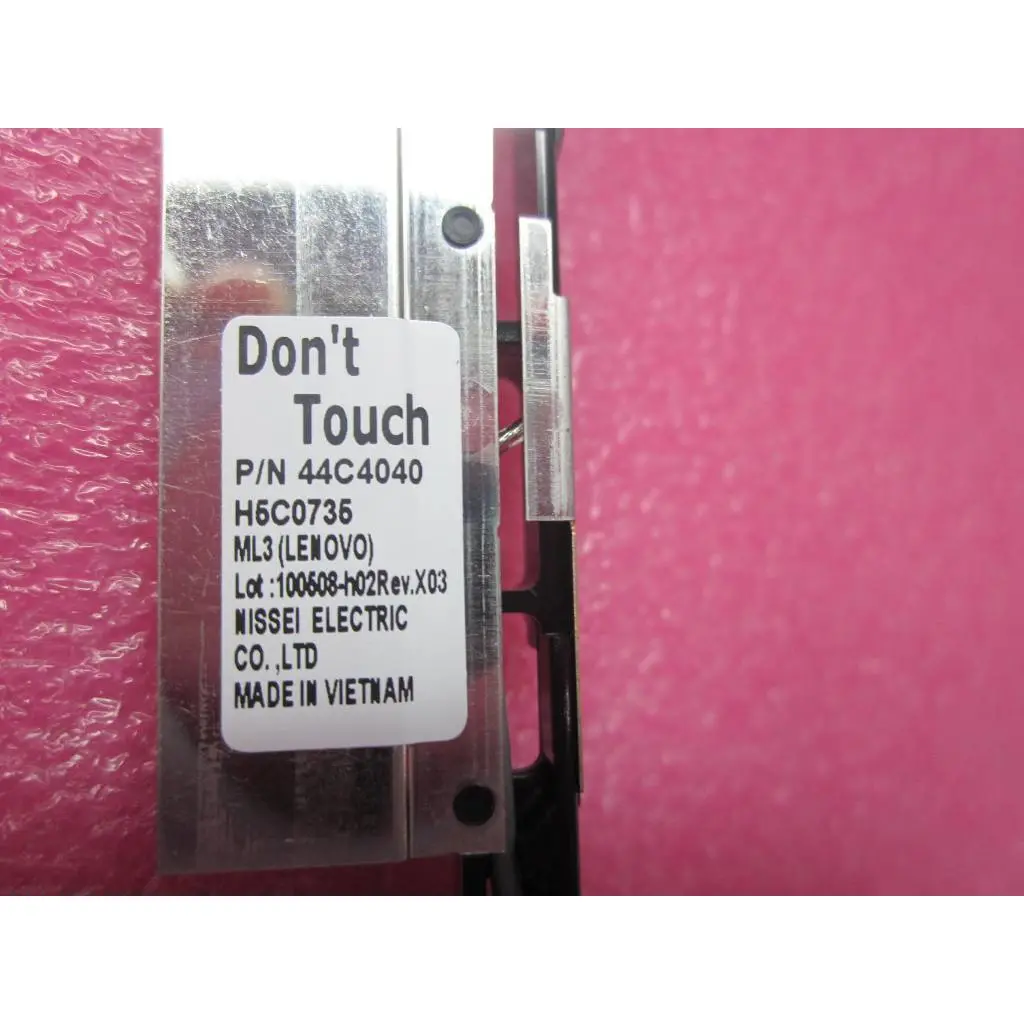 Don't
Touch
P/N 44C4040
H5C0735
ML3 (LENOVO)
Lot :100508-h02Rev.X03
NISSEI ELECTRIC
CO.,LTD
MADE IN VIETNAM